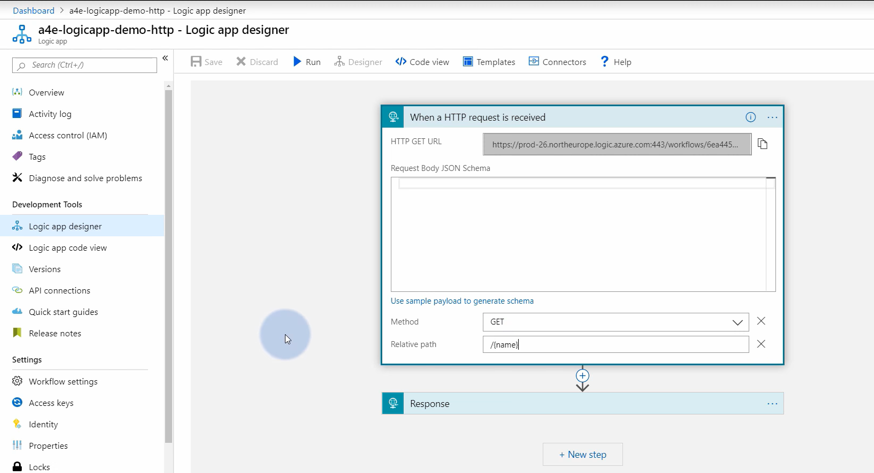 Dashboard > a4e-logicapp-demo-http - Logic app designer
a4e-logicapp-demo-http - Logic app designer
Logic app
Search (Ctrl+/)
«
Save Discard Run Designer Code view Templates Connectors Help
Overview
Activity log
Access control (IAM)
Tags
Diagnose and solve problems
Development Tools
Logic app designer
Logic app code view
Versions
API connections
Quick start guides
Release notes
Settings
Workflow settings
Access keys
Identity
Properties
Locks
When a HTTP request is received
HTTP GET URL
https://prod-26.northeurope.logic.azure.com:443/workflows/6ea445...
Request Body JSON Schema
Use sample payload to generate schema
Method
GET
Relative path
/{name}
Response
+ New step